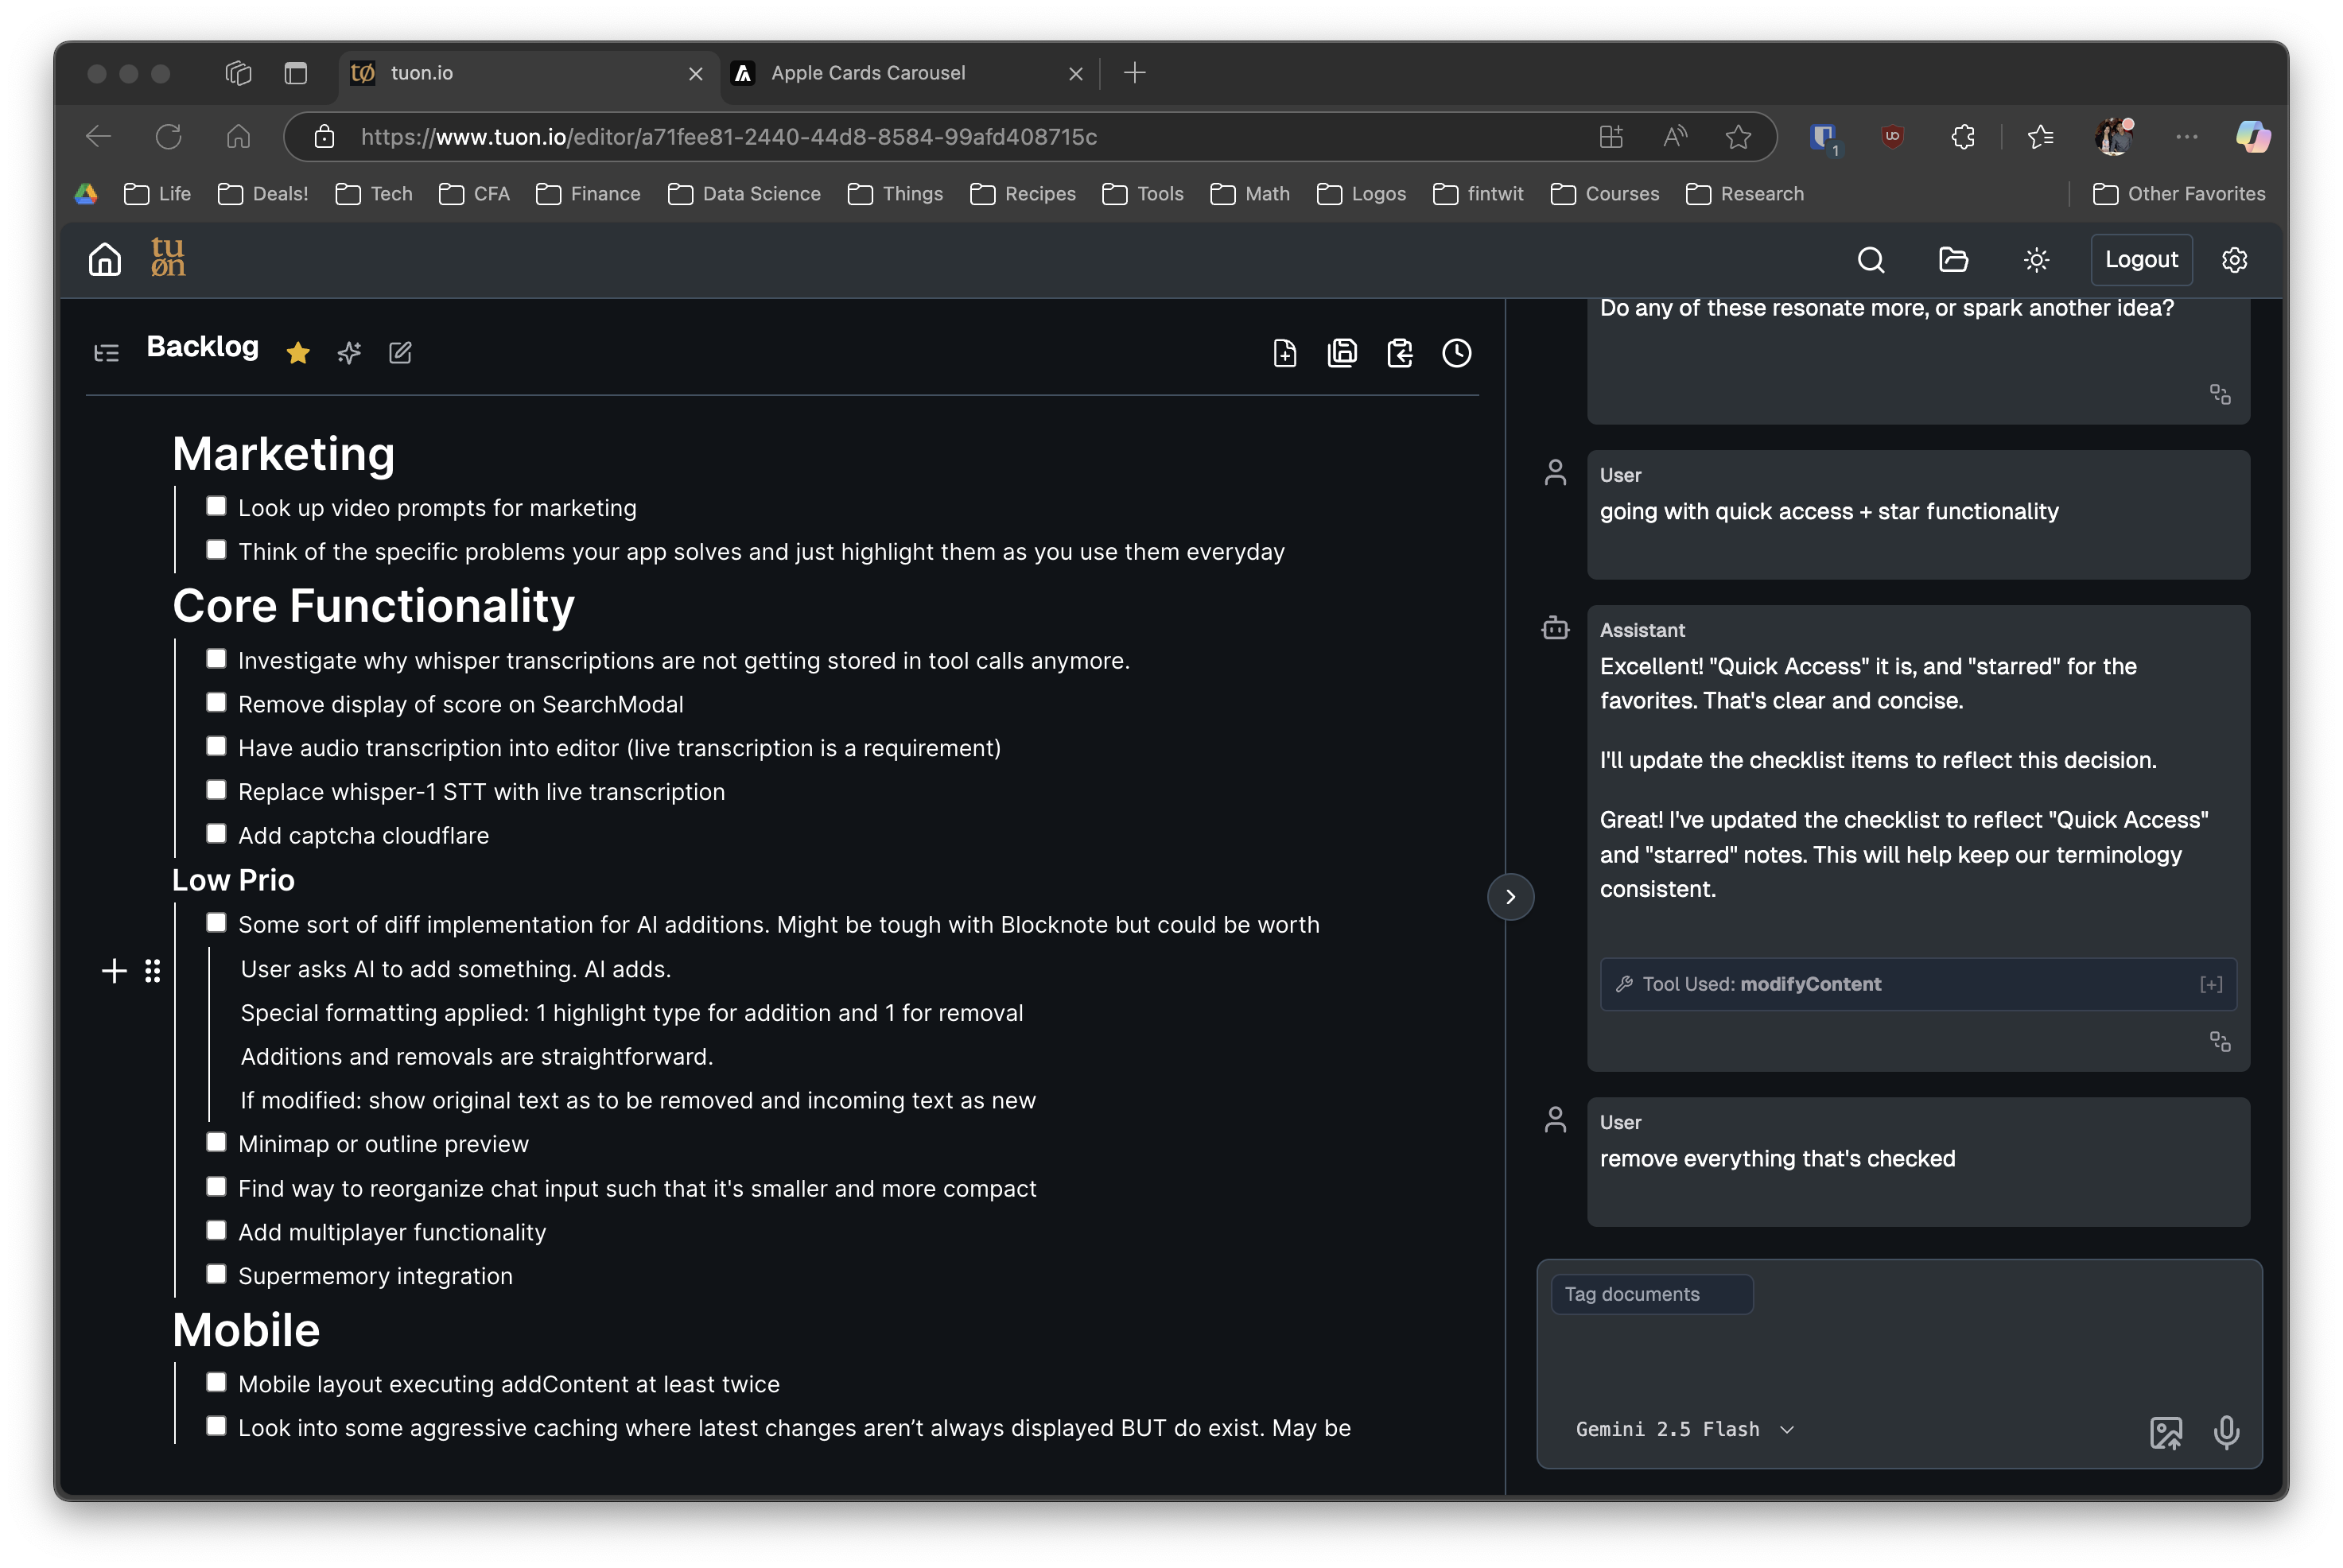 tø tuon.io
Apple Cards Carousel
https://www.tuon.io/editor/a71fee81-2440-44d8-8584-99afd408715c
1
Life Deals! Tech CFA Finance Data Science Things Recipes Tools Math Logos fintwit Courses Research Other Favorites
tu
øn
Logout
Backlog
Marketing
Look up video prompts for marketing
Think of the specific problems your app solves and just highlight them as you use them everyday
Core Functionality
Investigate why whisper transcriptions are not getting stored in tool calls anymore.
Remove display of score on SearchModal
Have audio transcription into editor (live transcription is a requirement)
Replace whisper-1 STT with live transcription
Add captcha cloudflare
Low Prio
Some sort of diff implementation for AI additions. Might be tough with Blocknote but could be worth
User asks AI to add something. AI adds.
Special formatting applied: 1 highlight type for addition and 1 for removal
Additions and removals are straightforward.
If modified: show original text as to be removed and incoming text as new
Minimap or outline preview
Find way to reorganize chat input such that it's smaller and more compact
Add multiplayer functionality
Supermemory integration
Mobile
Mobile layout executing addContent at least twice
Look into some aggressive caching where latest changes aren’t always displayed BUT do exist. May be
Do any of these resonate more, or spark another idea?
User
going with quick access + star functionality
Assistant
Excellent! "Quick Access" it is, and "starred" for the
favorites. That's clear and concise.
I'll update the checklist items to reflect this decision.
Great! I've updated the checklist to reflect "Quick Access"
and "starred" notes. This will help keep our terminology
consistent.
Tool Used: modifyContent [+]
User
remove everything that's checked
Tag documents
Gemini 2.5 Flash